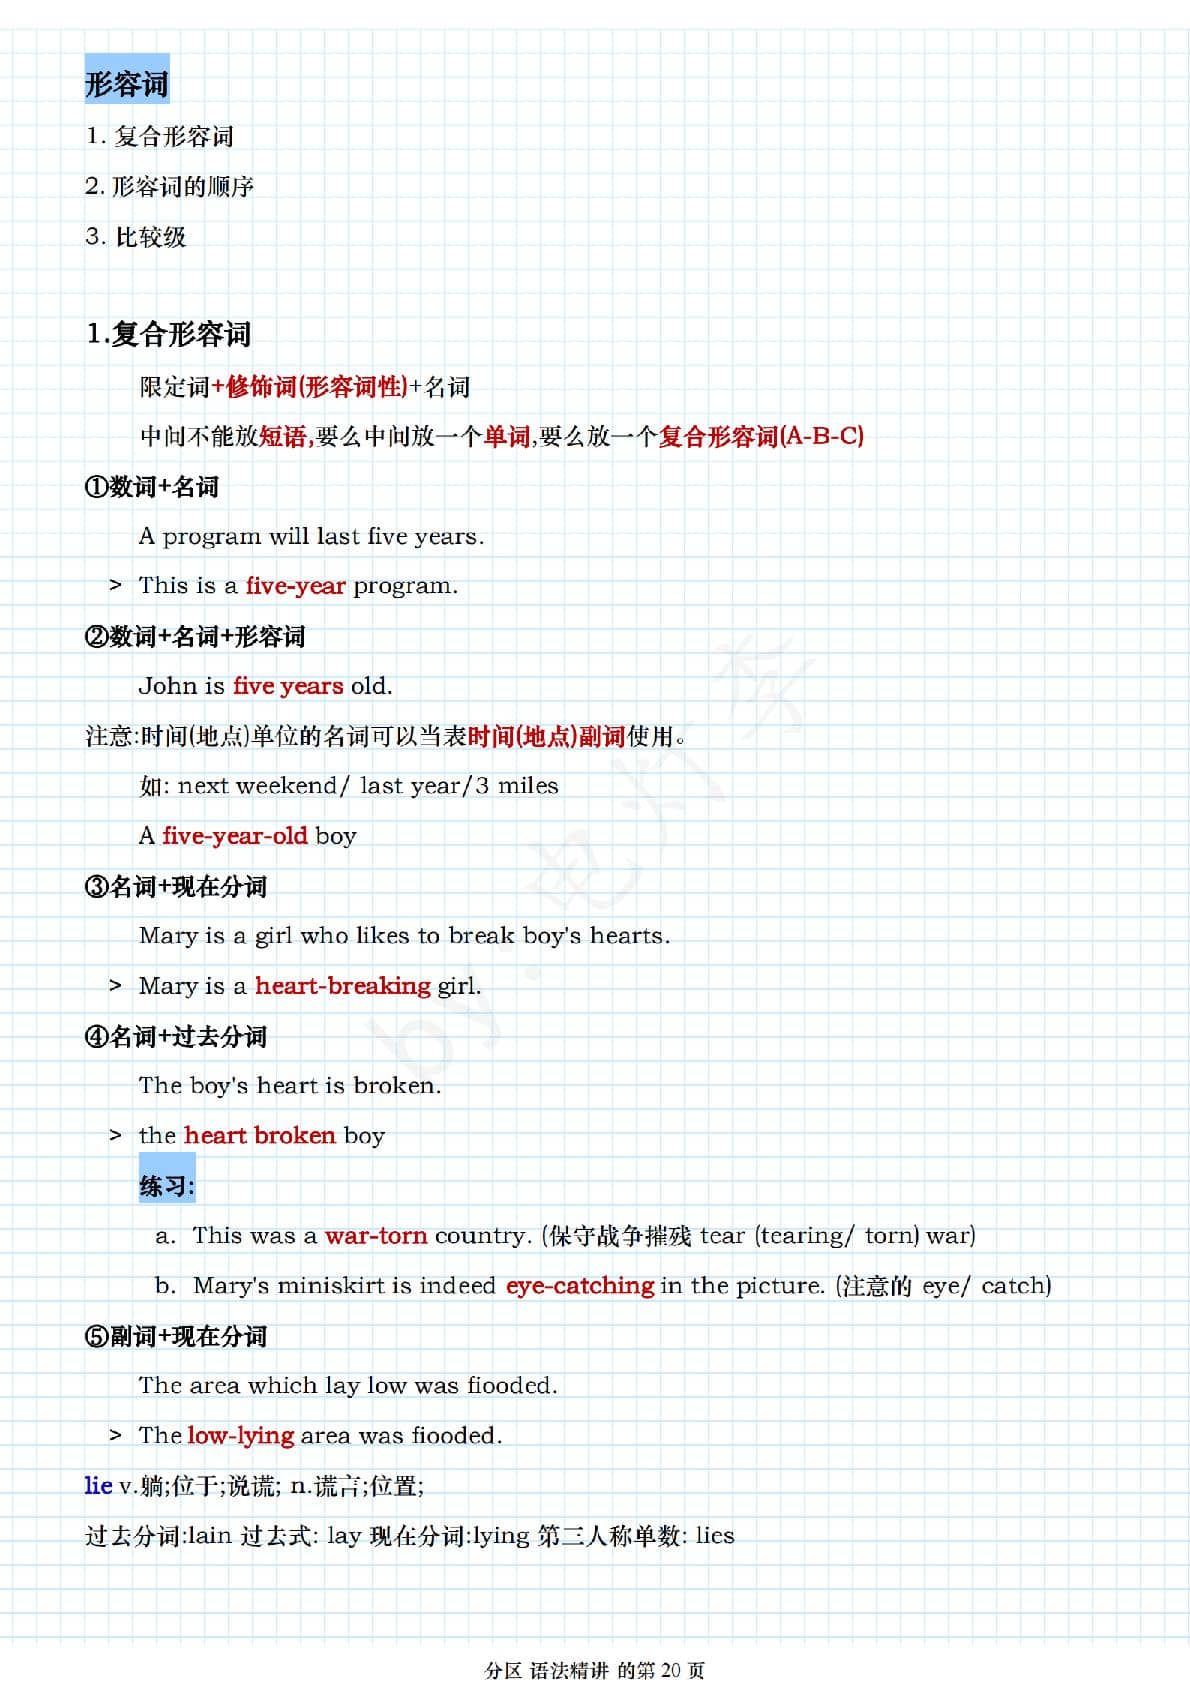 形容词
1. 复合形容词
2. 形容词的顺序
3. 比较级
1.复合形容词
限定词+修饰词(形容词性)+名词
中间不能放短语,要么中间放一个单词,要么放一个复合形容词(A-B-C)
①数词+名词
A program will last five years.
> This is a five-year program.
②数词+名词+形容词
John is five years old.
注意:时间(地点)单位的名词可以当表时间(地点)副词使用。
如: next weekend/ last year/3 miles
A five-year-old boy
③名词+现在分词
Mary is a girl who likes to break boy's hearts.
> Mary is a heart-breaking girl.
④名词+过去分词
The boy's heart is broken.
> the heart broken boy
练习:
a. This was a war-torn country. (保守战争摧残 tear (tearing/ torn) war)
b. Mary's miniskirt is indeed eye-catching in the picture. (注意的 eye/ catch)
⑤副词+现在分词
The area which lay low was fiooded.
> The low-lying area was fiooded.
lie v.躺;位于;说谎; n.谎言;位置;
过去分词:lain 过去式: lay 现在分词:lying 第三人称单数: lies
by:电灯李
分区 语法精讲 的第 20 页